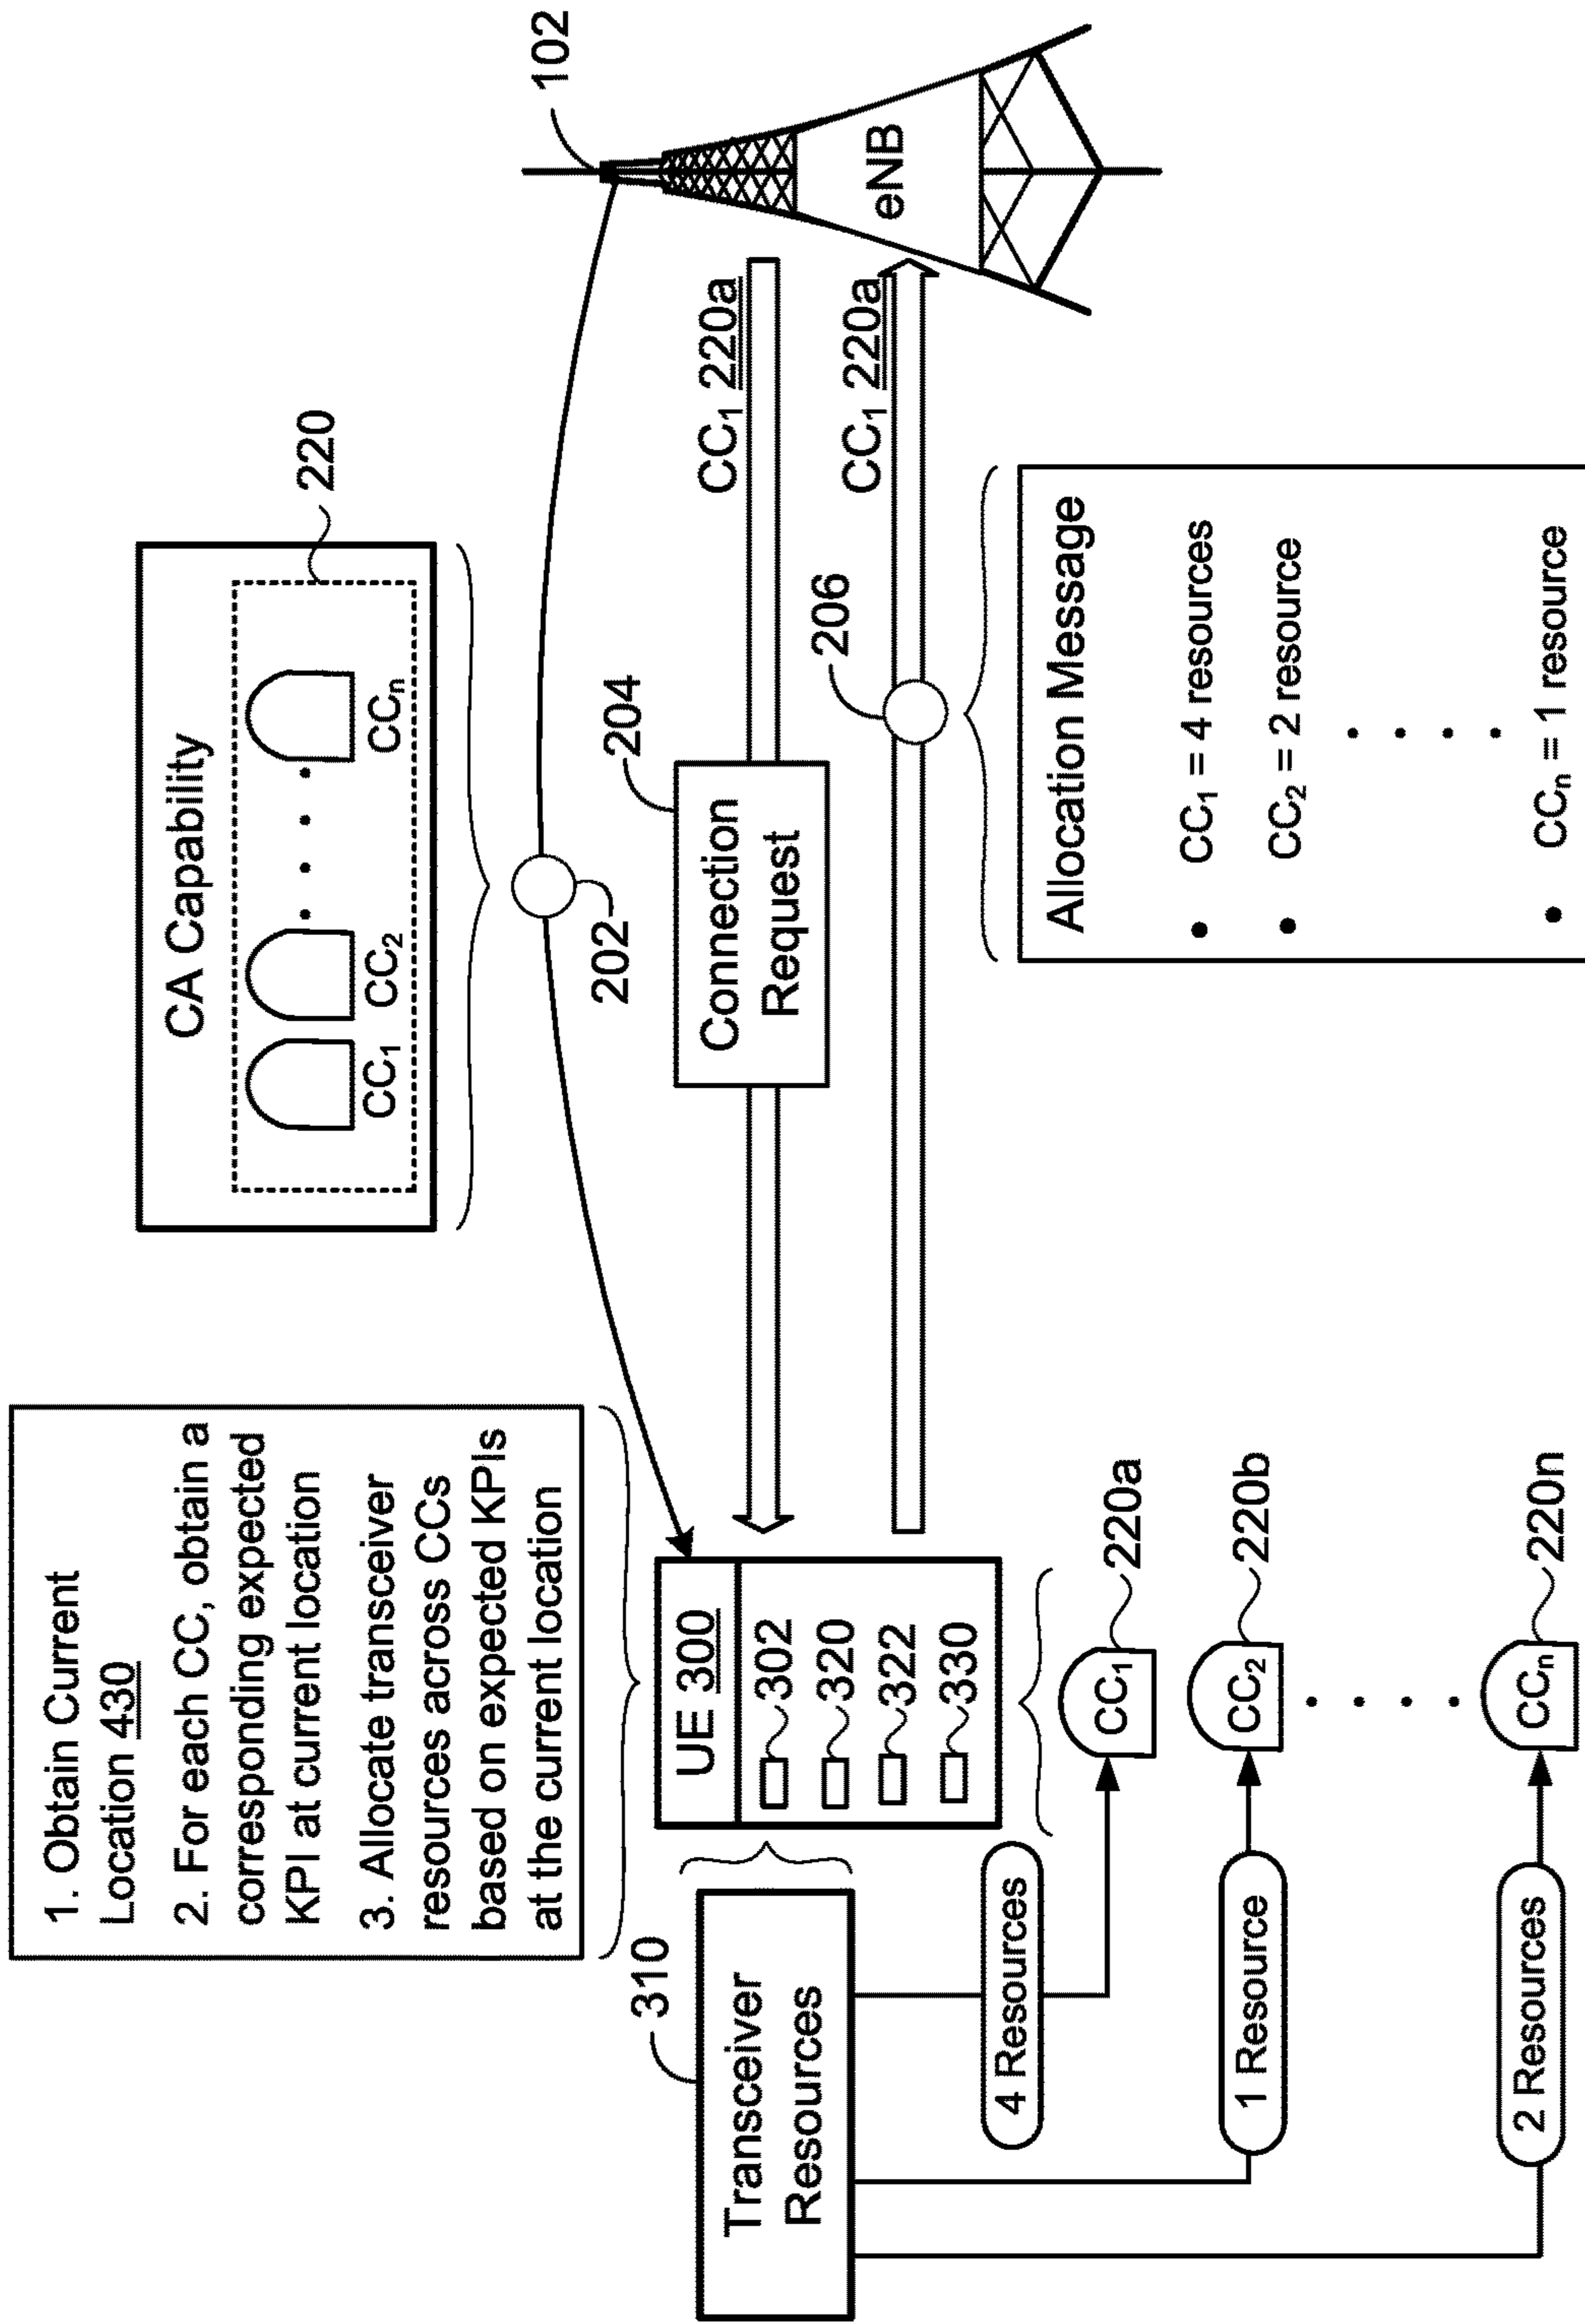 1. Obtain Current
Location 430
2. For each CC, obtain a
corresponding expected
KPI at current location
3. Allocate transceiver
resources across CCs
based on expected KPIs
at the current location
CA Capability
CC₁
CC₂
CCₙ
220
310
Transceiver
Resources
UE 300
302
320
322
330
202
204
Connection
Request
CC₁ 220a
102
eNB
206
CC₁ 220a
4 Resources
CC₁
220a
1 Resource
CC₂
220b
2 Resources
CCₙ
220n
Allocation Message
• CC₁ = 4 resources
• CC₂ = 2 resource
• CCₙ = 1 resource